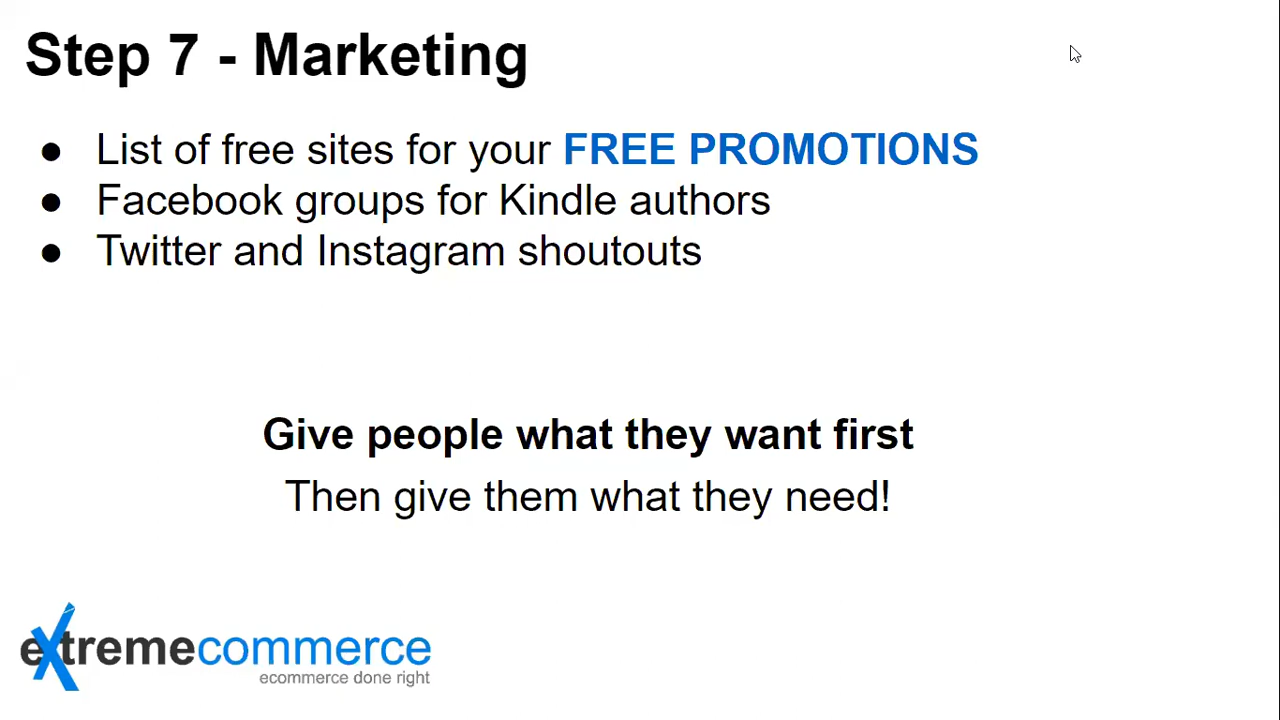 Step 7 - Marketing
● List of free sites for your FREE PROMOTIONS
● Facebook groups for Kindle authors
● Twitter and Instagram shoutouts
Give people what they want first
Then give them what they need!
extremecommerce
ecommerce done right